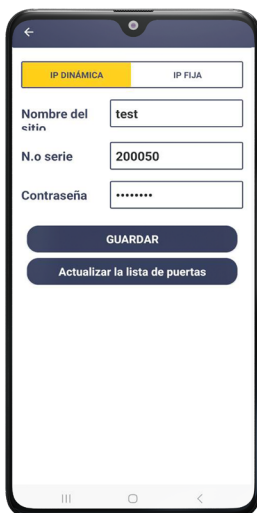 IP DINÁMICA
IP FIJA
Nombre del
sitio
test
N.o serie
200050
Contraseña
••••••••
GUARDAR
Actualizar la lista de puertas